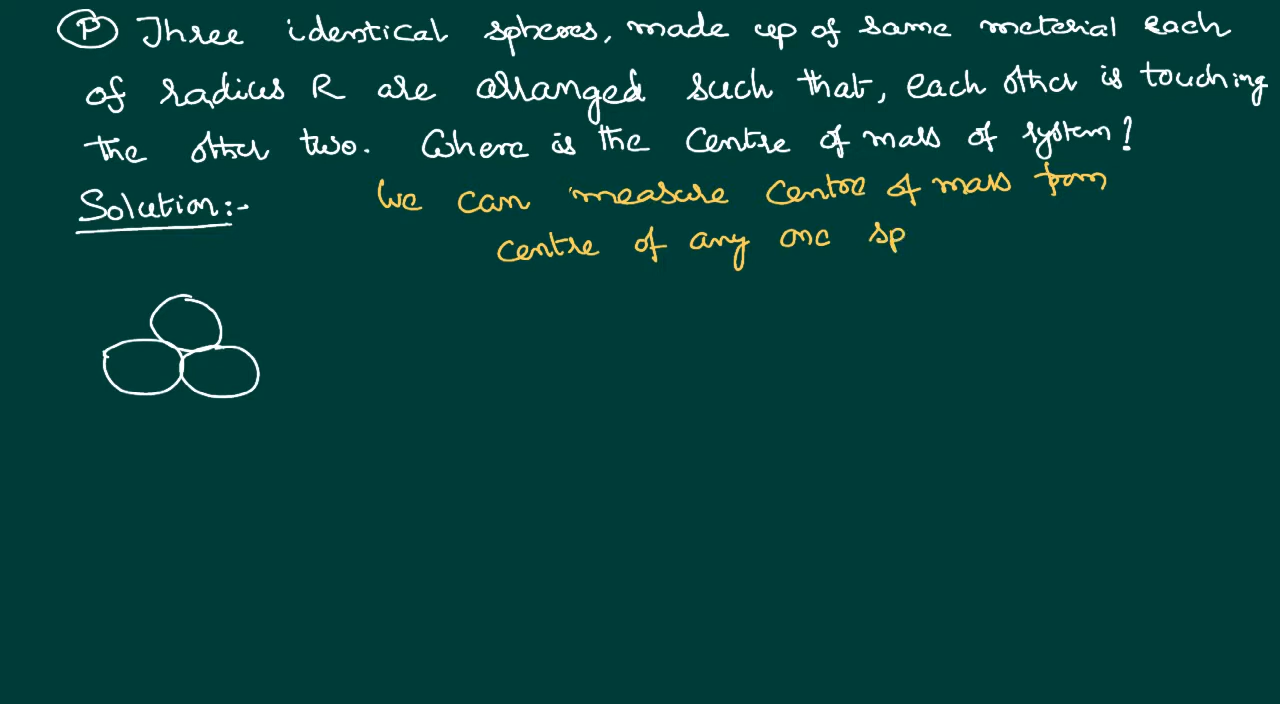 P Three identical spheres, made up of same meterial each
of radius R are arranged such that, each other is touching
the other two. Where is the centre of mass of system?
Solution:- We can measure centre of mass from
centre of any one sp